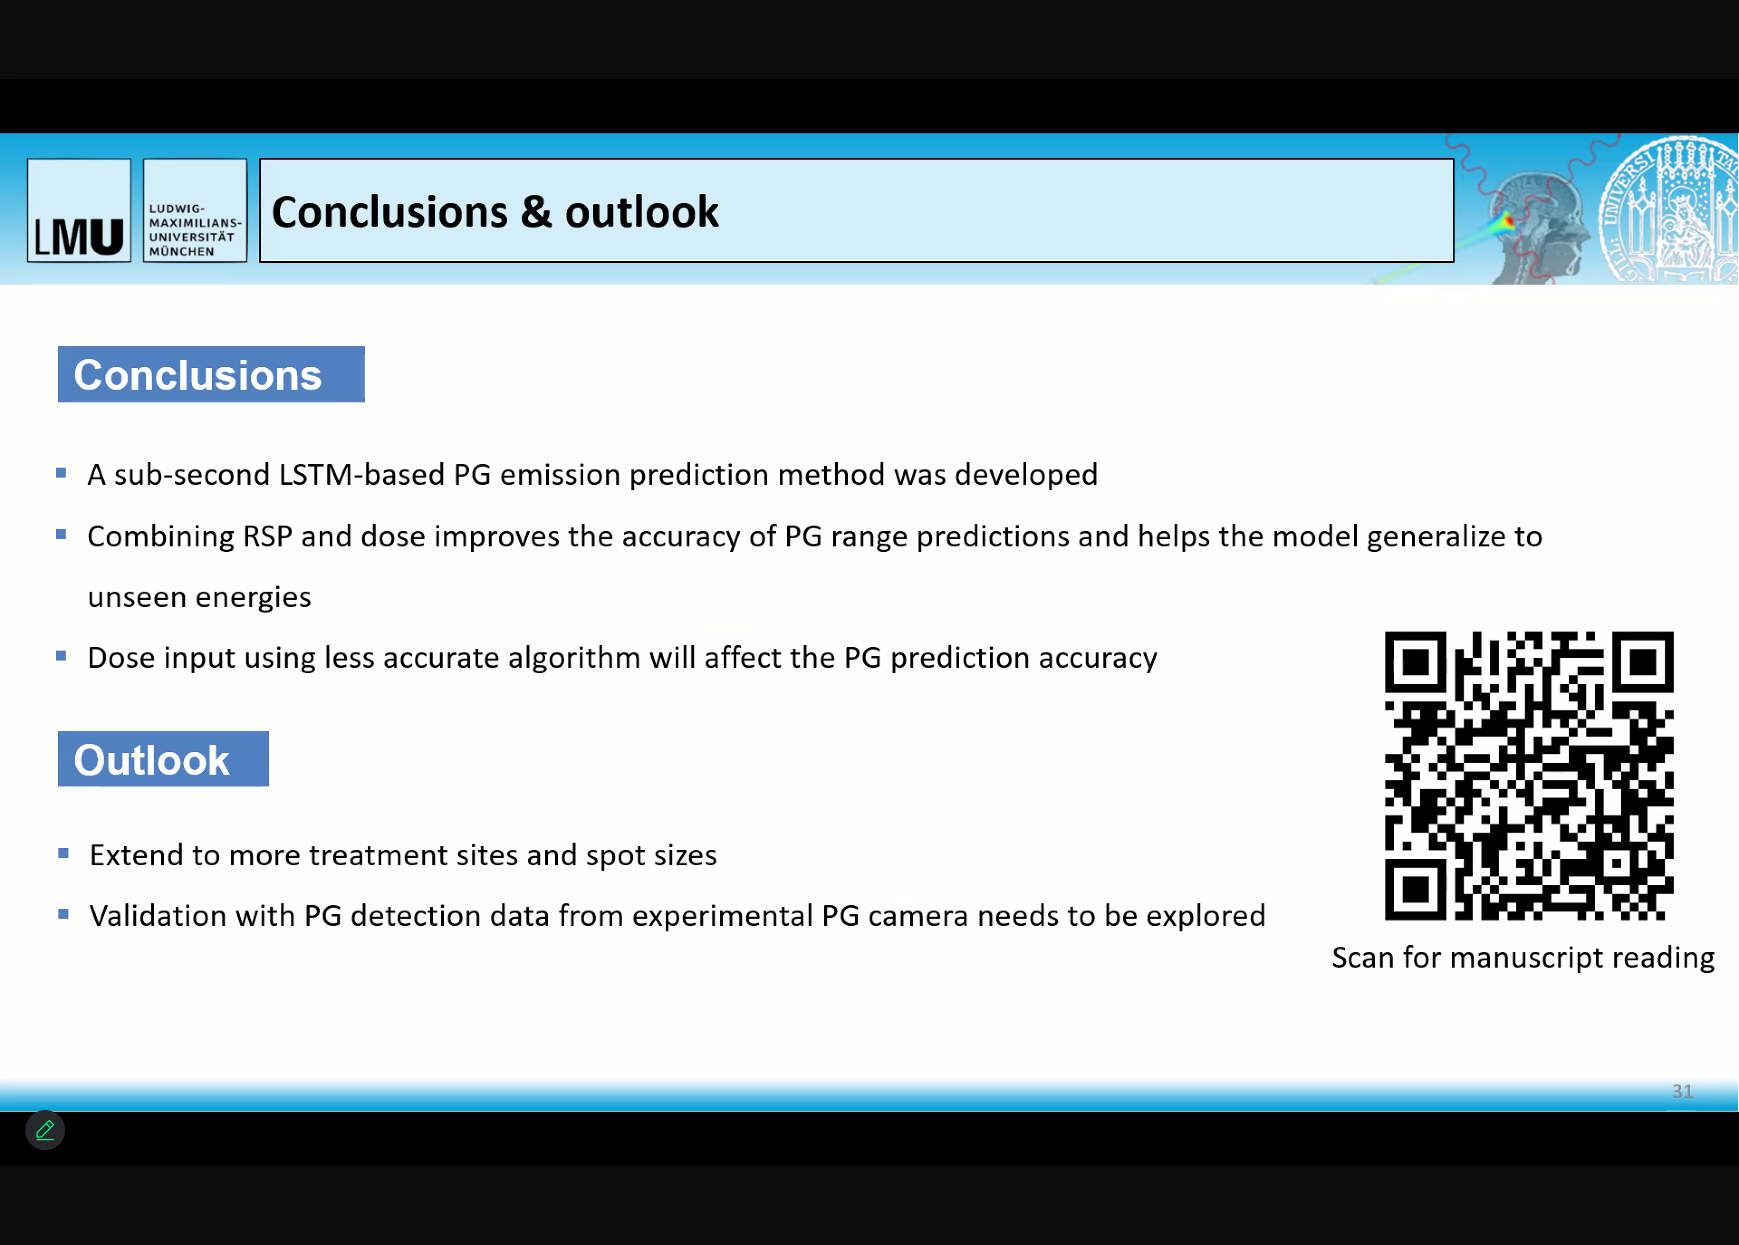 LMU
LUDWIG-
MAXIMILIANS-
UNIVERSITÄT
MÜNCHEN
Conclusions & outlook
Conclusions
A sub-second LSTM-based PG emission prediction method was developed
Combining RSP and dose improves the accuracy of PG range predictions and helps the model generalize to
unseen energies
Dose input using less accurate algorithm will affect the PG prediction accuracy
Outlook
Extend to more treatment sites and spot sizes
Validation with PG detection data from experimental PG camera needs to be explored
Scan for manuscript reading
31